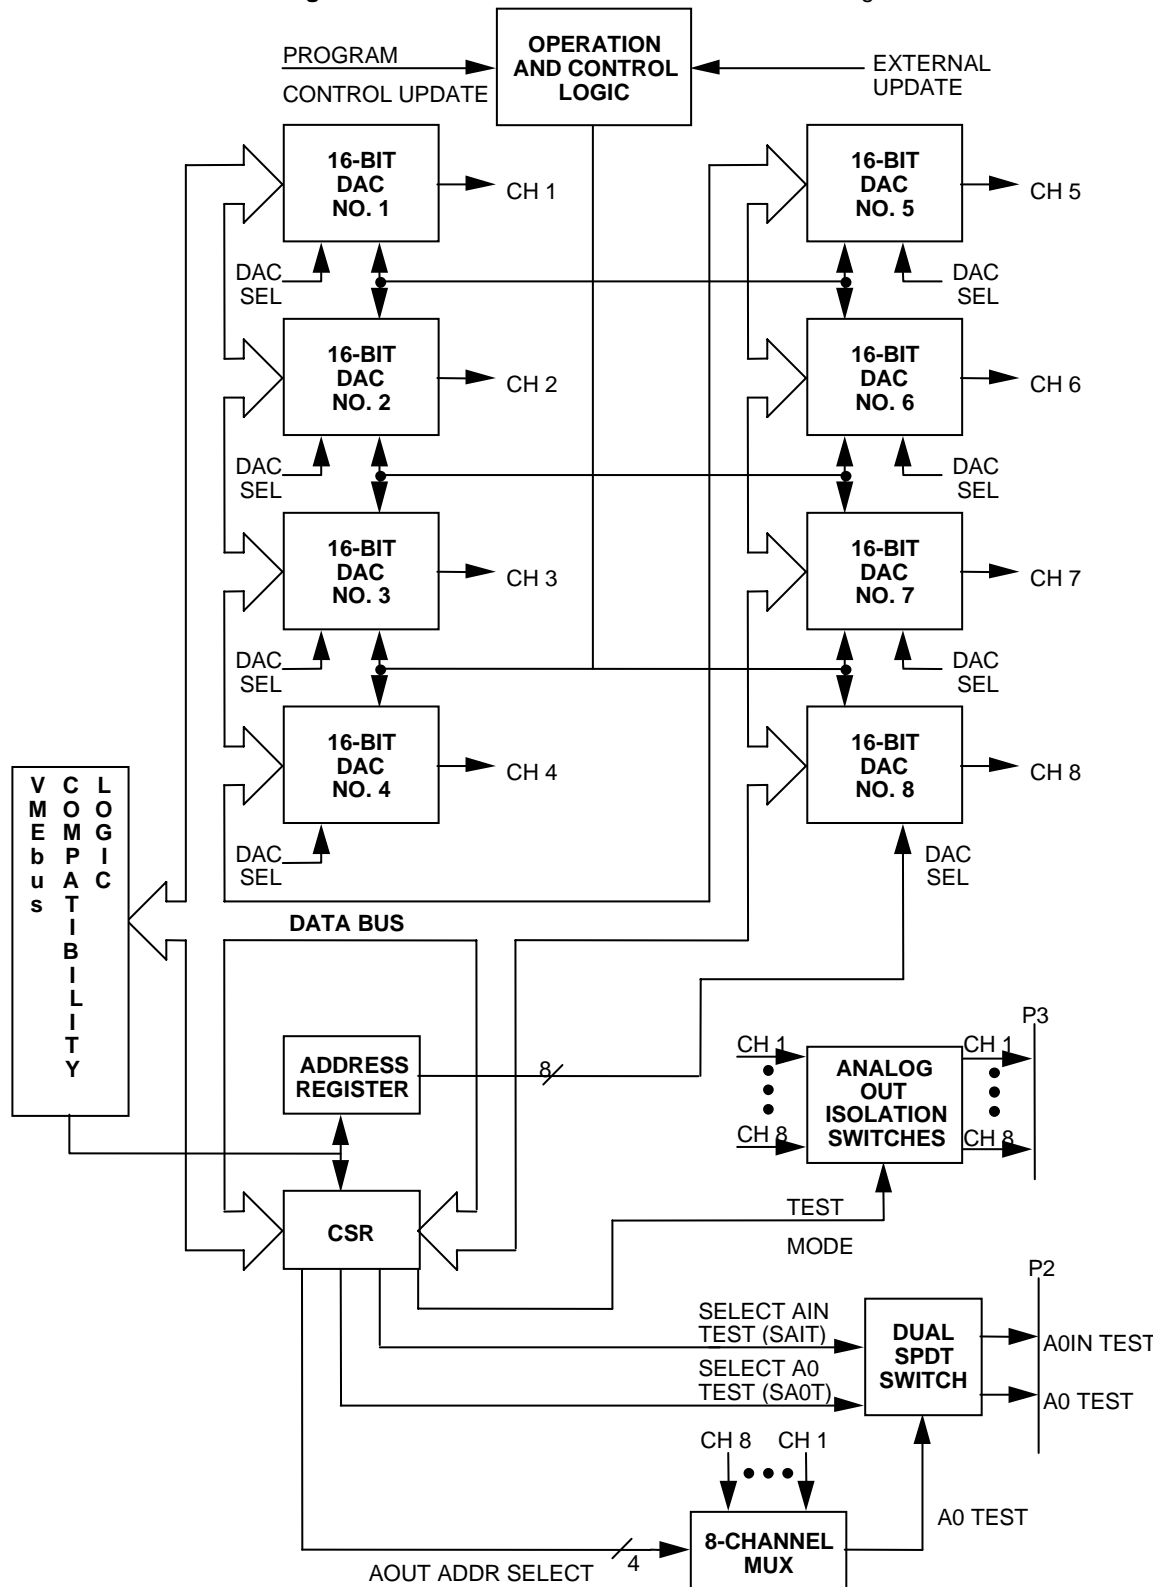 OPERATION
AND CONTROL
LOGIC
PROGRAM
CONTROL UPDATE
EXTERNAL
UPDATE
16-BIT
DAC
NO. 1
CH 1
DAC
SEL
16-BIT
DAC
NO. 5
CH 5
DAC
SEL
16-BIT
DAC
NO. 2
CH 2
DAC
SEL
16-BIT
DAC
NO. 6
CH 6
DAC
SEL
16-BIT
DAC
NO. 3
CH 3
DAC
SEL
16-BIT
DAC
NO. 7
CH 7
DAC
SEL
16-BIT
DAC
NO. 4
CH 4
DAC
SEL
16-BIT
DAC
NO. 8
CH 8
DAC
SEL
VMEbus
COMPATIBILITY
LOGIC
DATA BUS
ADDRESS
REGISTER
8
CH 1
CH 8
ANALOG
OUT
ISOLATION
SWITCHES
CH 1
CH 8
P3
CSR
TEST
MODE
P2
SELECT AIN
TEST (SAIT)
SELECT A0
TEST (SA0T)
DUAL
SPDT
SWITCH
A0IN TEST
A0 TEST
CH 8 CH 1
A0 TEST
8-CHANNEL
MUX
4
AOUT ADDR SELECT